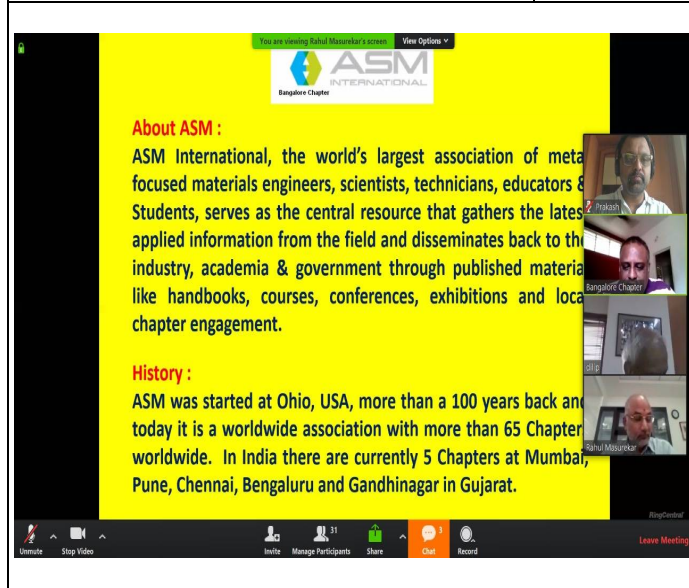 You are viewing Rahul Masurekar's screen View Options
ASM
INTERNATIONAL
Bangalore Chapter
About ASM :
ASM International, the world's largest association of meta
focused materials engineers, scientists, technicians, educators &
Students, serves as the central resource that gathers the lates
applied information from the field and disseminates back to the
industry, academia & government through published materia
like handbooks, courses, conferences, exhibitions and loca
chapter engagement.
History :
ASM was started at Ohio, USA, more than a 100 years back and
today it is a worldwide association with more than 65 Chapter
worldwide. In India there are currently 5 Chapters at Mumbai,
Pune, Chennai, Bengaluru and Gandhinagar in Gujarat.
Prakash
Bangalore Chapter
dilip
Rahul Masurekar
RingCentral
Unmute Stop Video Invite Manage Participants 31 Share Chat 3 Record Leave Meeting